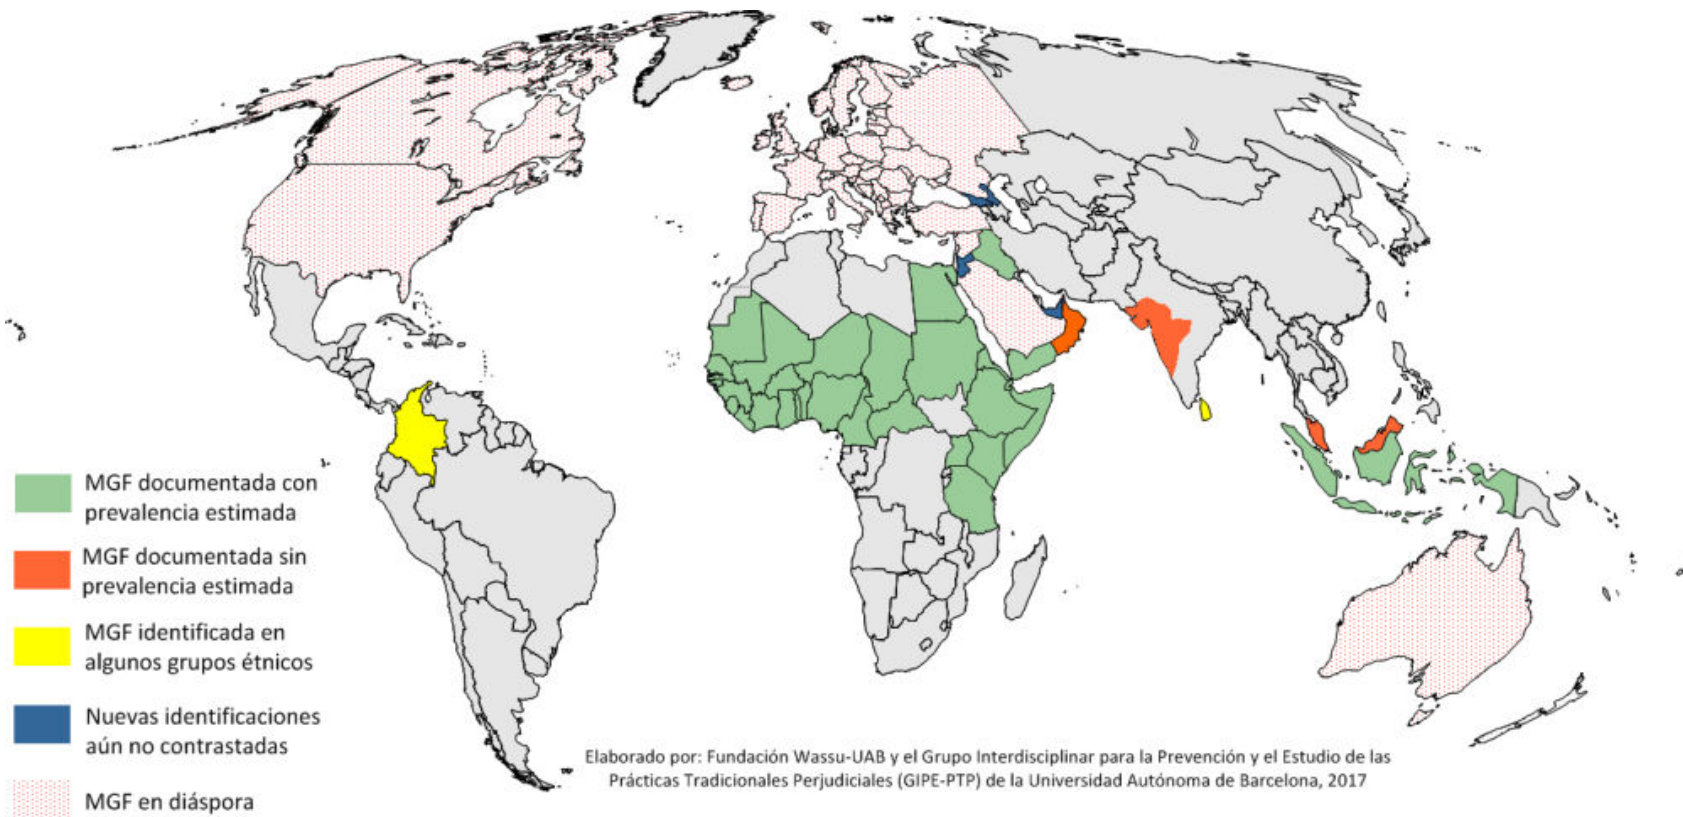 MGF documentada con
prevalencia estimada
MGF documentada sin
prevalencia estimada
MGF identificada en
algunos grupos étnicos
Nuevas identificaciones
aún no contrastadas
MGF en diáspora
Elaborado por: Fundación Wassu-UAB y el Grupo Interdisciplinar para la Prevención y el Estudio de las
Prácticas Tradicionales Perjudiciales (GIPE-PTP) de la Universidad Autónoma de Barcelona, 2017